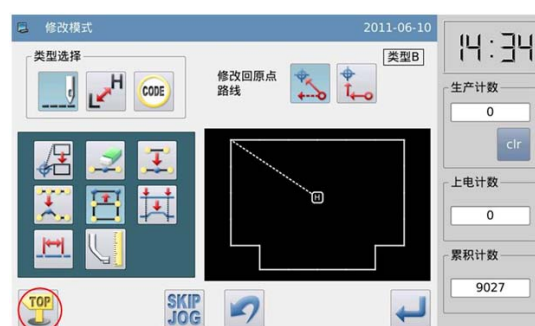 修改模式
2011-06-10
类型选择
H
CODE
修改回原点
路线
类型B
14:34
生产计数
0
clr
上电计数
0
累积计数
9027
H
TOP
SKIP
JOG